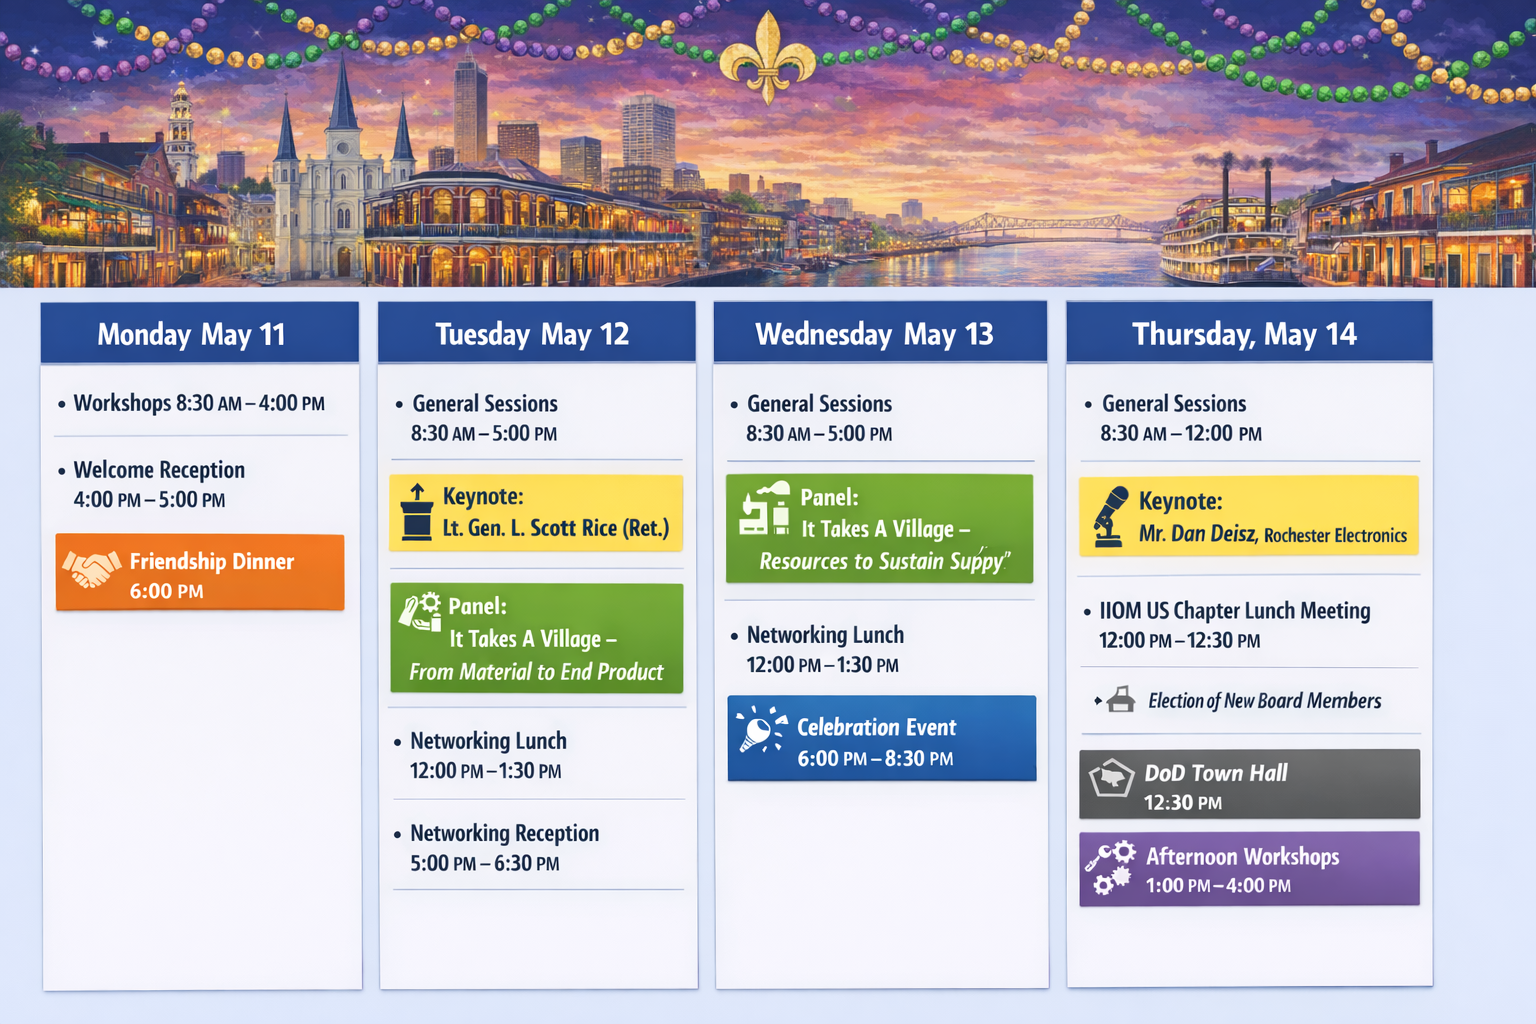 Monday May 11
• Workshops 8:30 AM – 4:00 PM
• Welcome Reception
4:00 PM – 5:00 PM
Friendship Dinner
6:00 PM
Tuesday May 12
• General Sessions
8:30 AM – 5:00 PM
Keynote:
Lt. Gen. L. Scott Rice (Ret.)
Panel:
It Takes A Village –
From Material to End Product
• Networking Lunch
12:00 PM – 1:30 PM
• Networking Reception
5:00 PM – 6:30 PM
Wednesday May 13
• General Sessions
8:30 AM – 5:00 PM
Panel:
It Takes A Village –
Resources to Sustain Suppy"
• Networking Lunch
12:00 PM – 1:30 PM
Celebration Event
6:00 PM – 8:30 PM
Thursday, May 14
• General Sessions
8:30 AM – 12:00 PM
Keynote:
Mr. Dan Deisz, Rochester Electronics
• IIOM US Chapter Lunch Meeting
12:00 PM – 12:30 PM
Election of New Board Members
DoD Town Hall
12:30 PM
Afternoon Workshops
1:00 PM – 4:00 PM